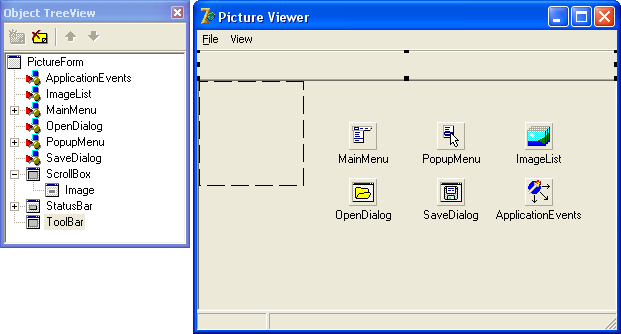 Object TreeView
PictureForm
ApplicationEvents
ImageList
MainMenu
OpenDialog
PopupMenu
SaveDialog
ScrollBox
Image
StatusBar
ToolBar
Picture Viewer
File View
MainMenu PopupMenu ImageList
OpenDialog SaveDialog ApplicationEvents